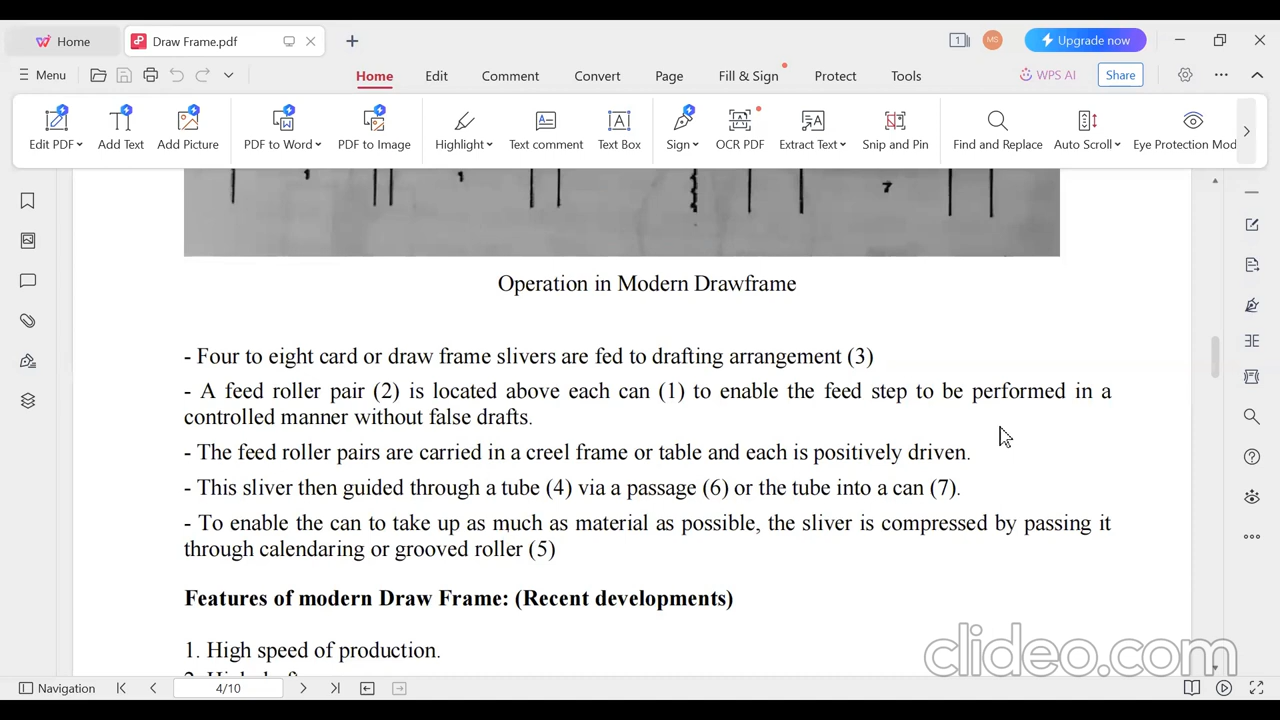 Home
Draw Frame.pdf
1
MS
Upgrade now
Menu
Home
Edit
Comment
Convert
Page
Fill & Sign
Protect
Tools
WPS AI
Share
Edit PDF
Add Text
Add Picture
PDF to Word
PDF to Image
Highlight
Text comment
Text Box
Sign
OCR PDF
Extract Text
Snip and Pin
Find and Replace
Auto Scroll
Eye Protection Mod
7
Operation in Modern Drawframe
- Four to eight card or draw frame slivers are fed to drafting arrangement (3)
- A feed roller pair (2) is located above each can (1) to enable the feed step to be performed in a
controlled manner without false drafts.
- The feed roller pairs are carried in a creel frame or table and each is positively driven.
- This sliver then guided through a tube (4) via a passage (6) or the tube into a can (7).
- To enable the can to take up as much as material as possible, the sliver is compressed by passing it
through calendaring or grooved roller (5)
Features of modern Draw Frame: (Recent developments)
1. High speed of production.
clideo.com
Navigation
4/10